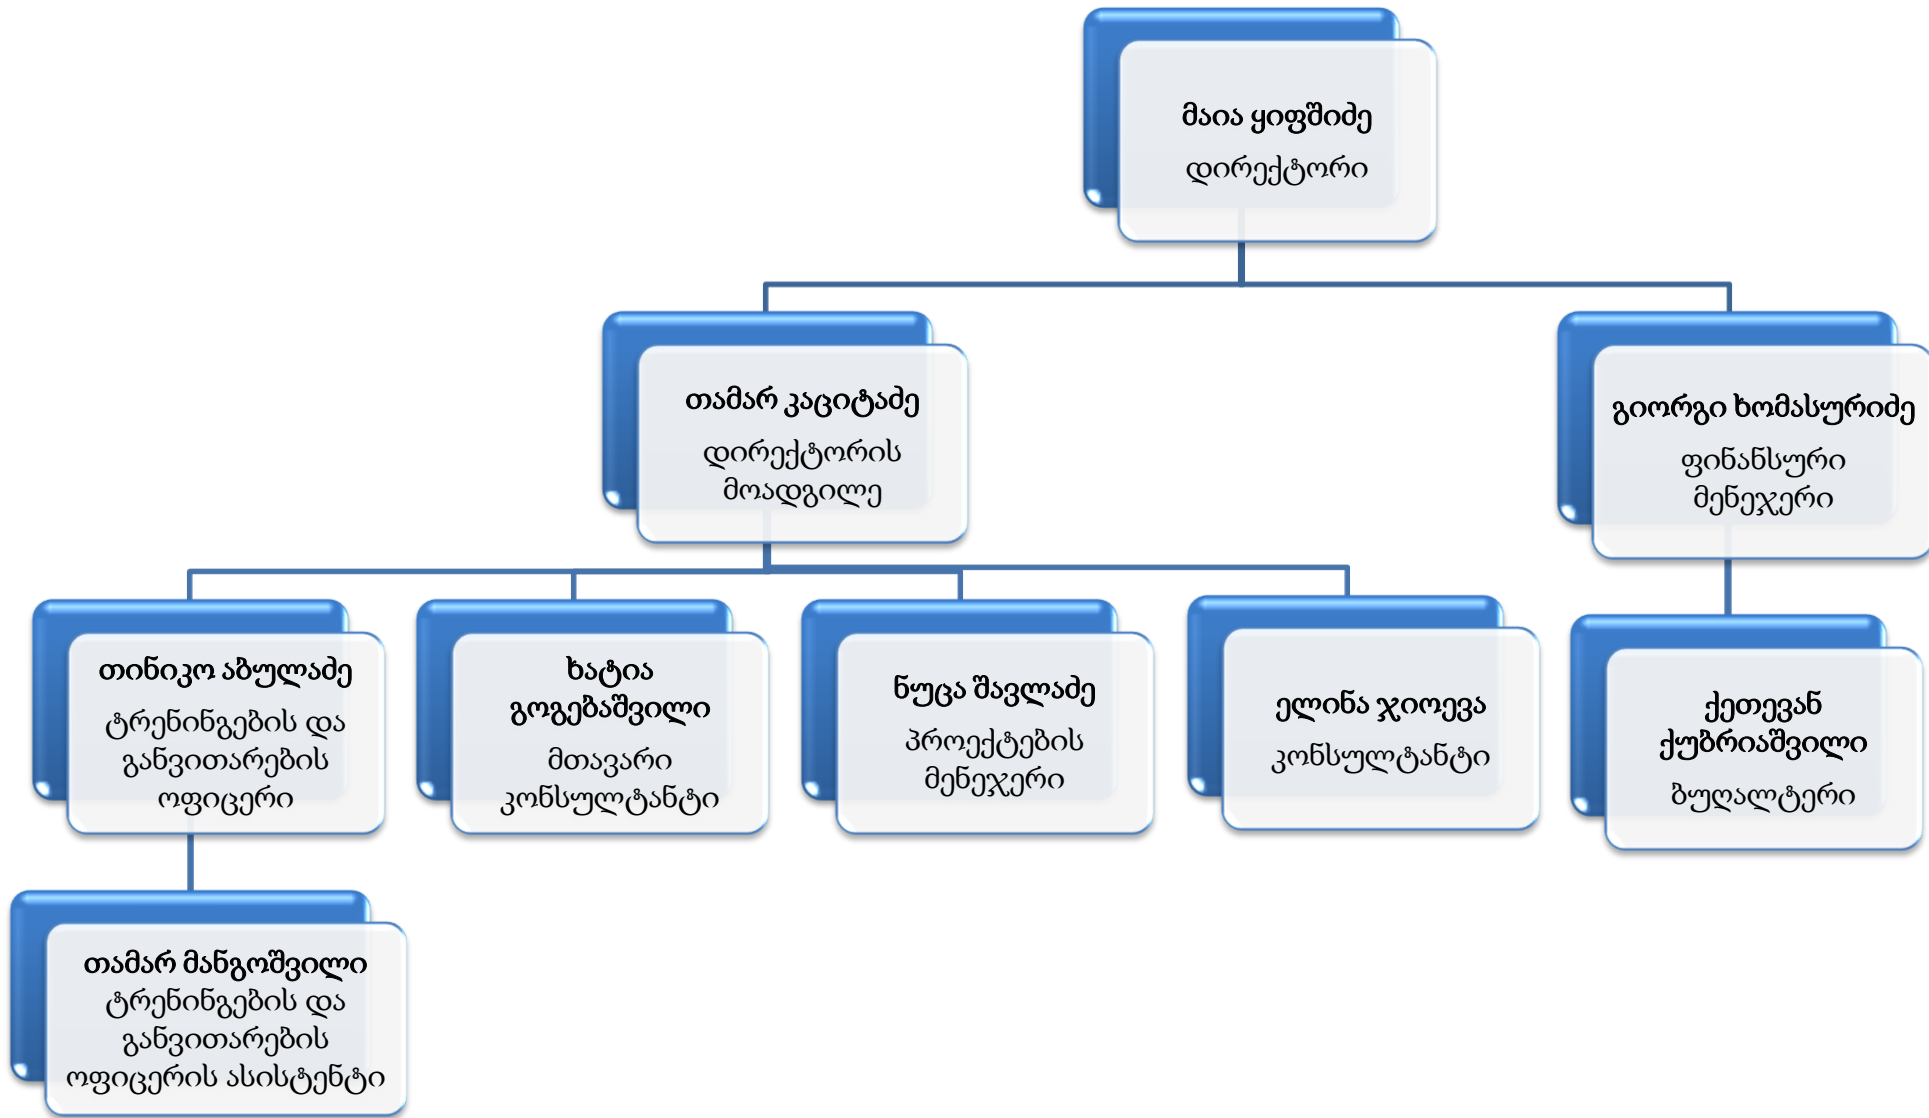 მაია ყიფშიძე
დირექტორი
თამარ კაციტაძე
დირექტორის
მოადგილე
გიორგი ხომასურიძე
ფინანსური
მენეჯერი
თინიკო აბულაძე
ტრენინგების და
განვითარების
ოფიცერი
ხატია
გოგებაშვილი
მთავარი
კონსულტანტი
ნუცა შავლაძე
პროექტების
მენეჯერი
ელინა ჯიოევა
კონსულტანტი
ქეთევან
ქუბრიაშვილი
ბუღალტერი
თამარ მანგოშვილი
ტრენინგების და
განვითარების
ოფიცერის ასისტენტი